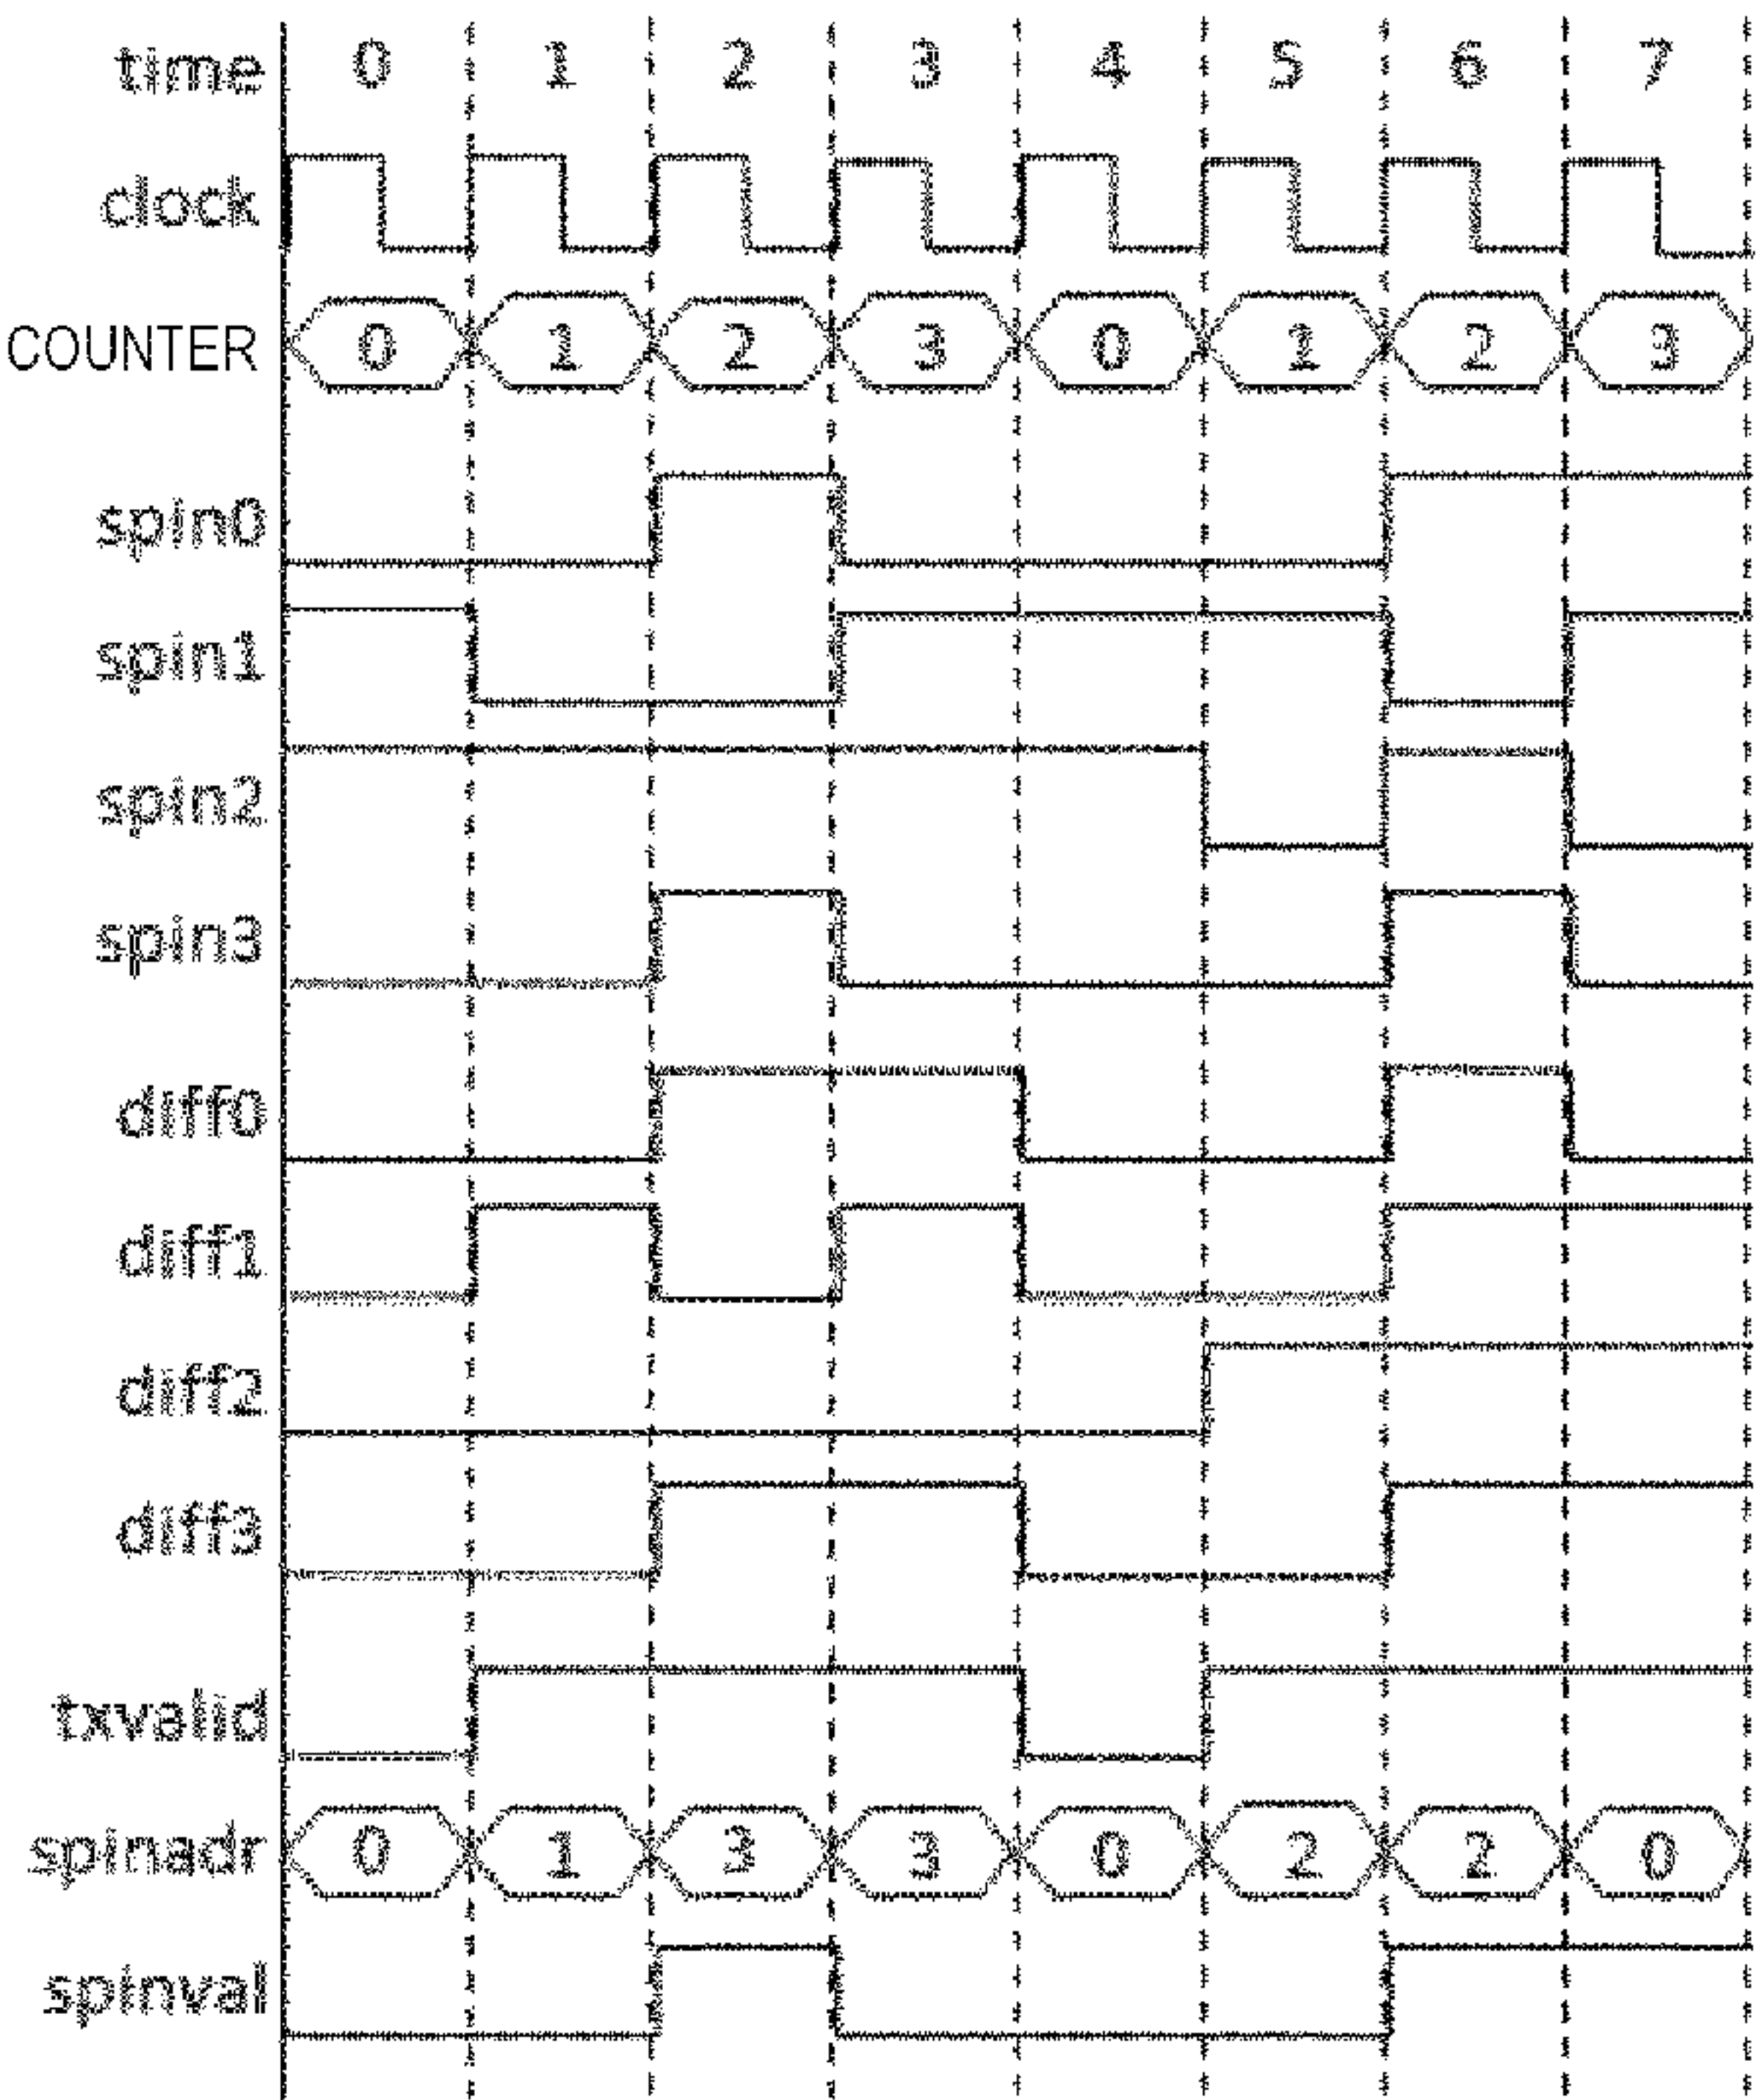 time 0 1 2 3 4 5 6 7
clock
COUNTER 0 1 2 3 0 1 2 3
spin0
spin1
spin2
spin3
diff0
diff1
diff2
diff3
txvalid
spinadr 0 1 3 3 0 2 2 0
spinval